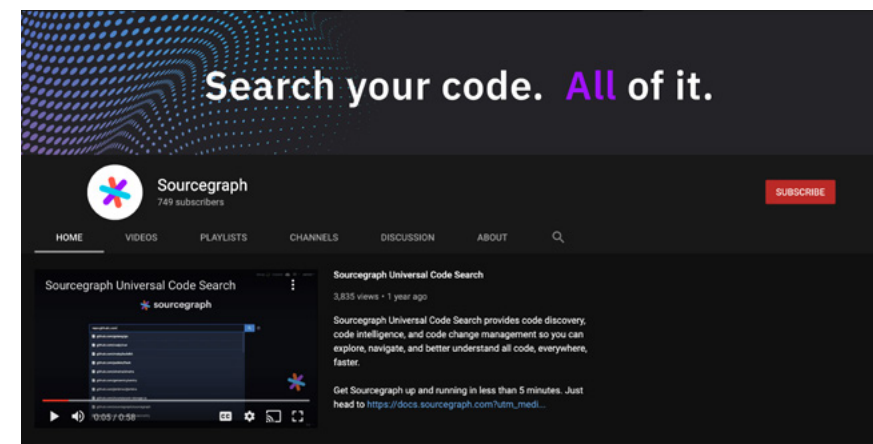 Search your code. All of it.
Sourcegraph
749 subscribers
SUBSCRIBE
HOME VIDEOS PLAYLISTS CHANNELS DISCUSSION ABOUT
Sourcegraph Universal Code Search
sourcegraph
0:05 / 0:58
Sourcegraph Universal Code Search
3,835 views • 1 year ago
Sourcegraph Universal Code Search provides code discovery,
code intelligence, and code change management so you can
explore, navigate, and better understand all code, everywhere,
faster.
Get Sourcegraph up and running in less than 5 minutes. Just
head to https://docs.sourcegraph.com?utm_medi...